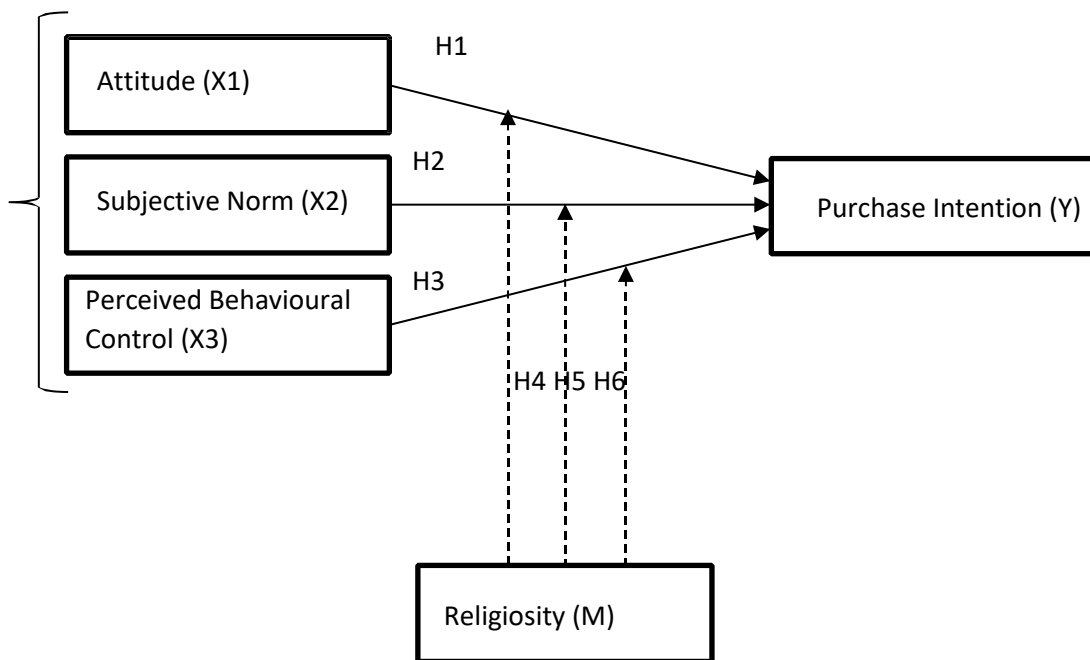 H1
Attitude (X1)
H2
Subjective Norm (X2)
Purchase Intention (Y)
H3
Perceived Behavioural
Control (X3)
H4 H5 H6
Religiosity (M)